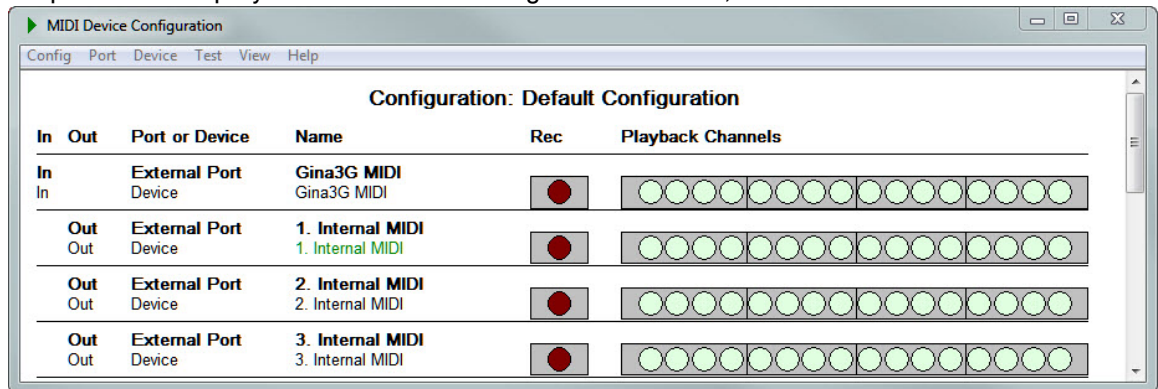 MIDI Device Configuration
Config Port Device Test View Help
Configuration: Default Configuration
In Out Port or Device Name Rec Playback Channels
In External Port Gina3G MIDI
In Device Gina3G MIDI
Out External Port 1. Internal MIDI
Out Device 1. Internal MIDI
Out External Port 2. Internal MIDI
Out Device 2. Internal MIDI
Out External Port 3. Internal MIDI
Out Device 3. Internal MIDI